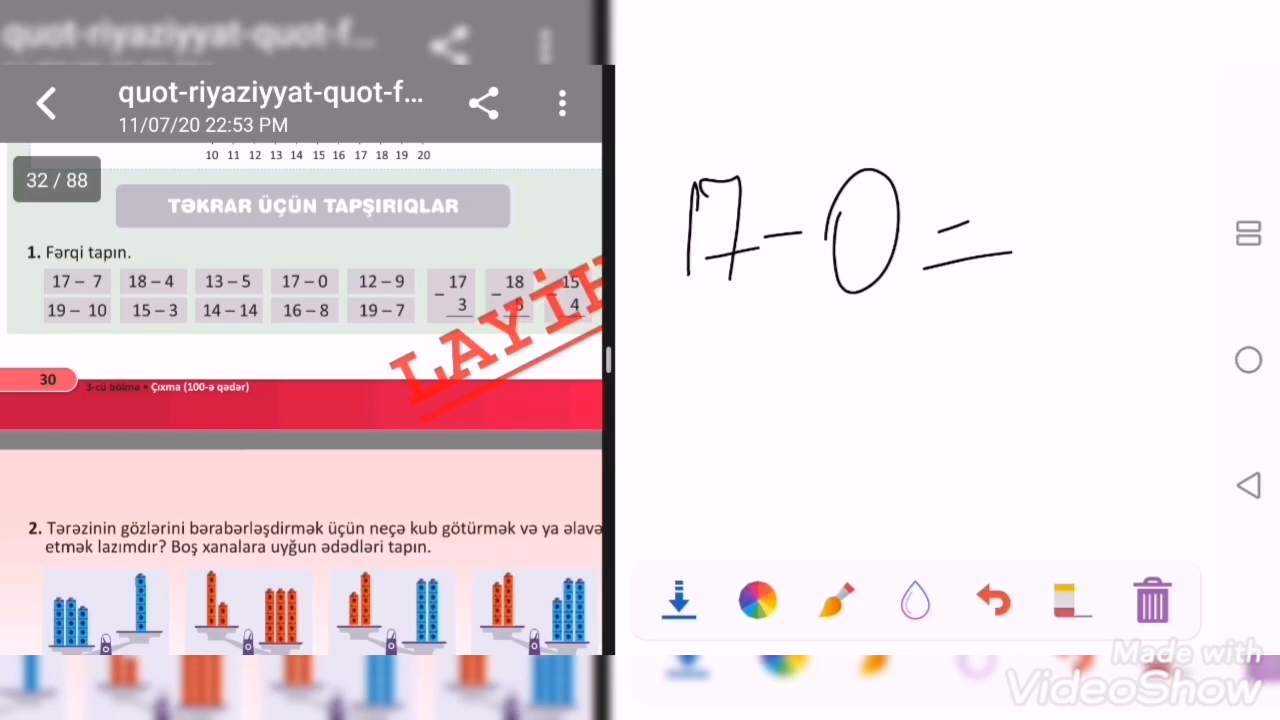 quot-riyaziyyat-quot-f...
quot-riyaziyyat-quot-f...
11/07/20 22:53 PM
10 11 12 13 14 15 16 17 18 19 20
32 / 88
TƏKRAR ÜÇÜN TAPŞIRIQLAR
1. Fərqi tapın.
17 – 7 18 – 4 13 – 5 17 – 0 12 – 9
19 – 10 15 – 3 14 – 14 16 – 8 19 – 7
– 17 – 18 – 15
3 5 4
LAYİH
30
3-cü bölmə • Çıxma (100-ə qədər)
2. Tərəzinin gözlərini bərabərləşdirmək üçün neçə kub götürmək və ya əlavə
etmək lazımdır? Boş xanalara uyğun ədədləri tapın.
17 – 0 =
Made with
VideoShow